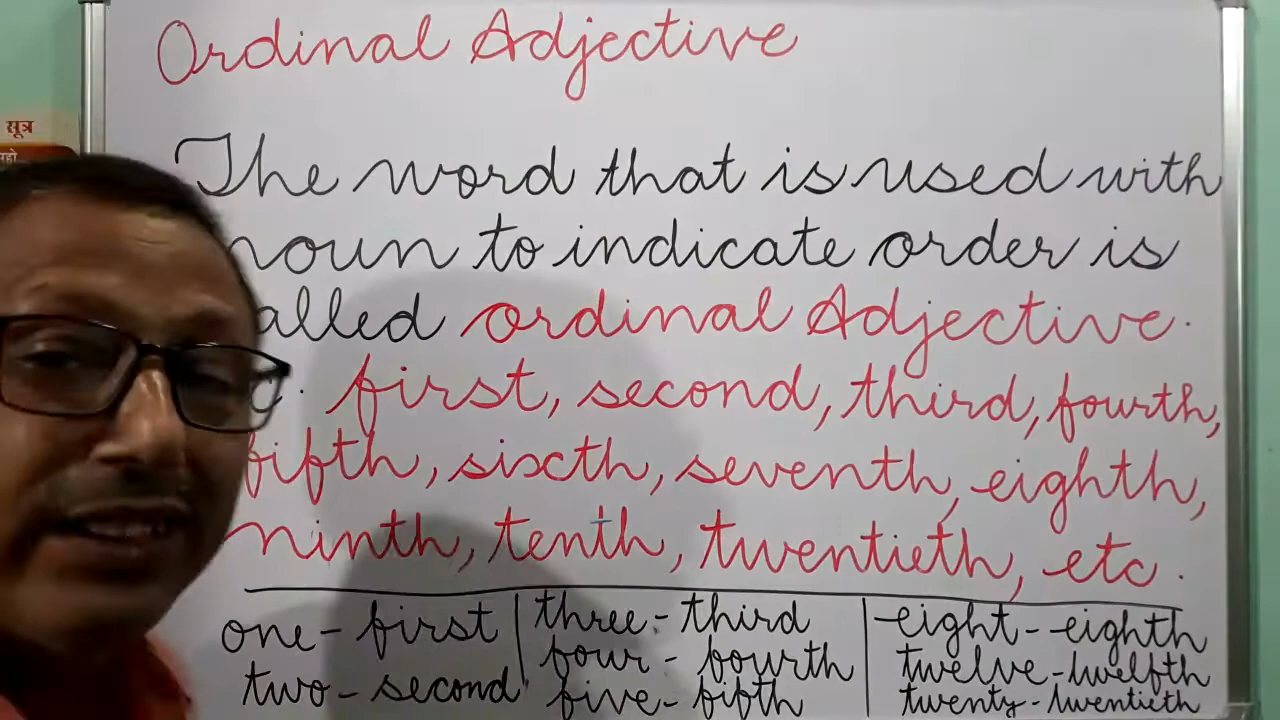 Ordinal Adjective
सूत्र
The word that is used with
noun to indicate order is
alled ordinal Adjective.
first, second, third, fourth,
fifth, sixth, seventh, eighth,
ninth, tenth, twentieth, etc.
one - first
two - second
three - third
four - fourth
five - fifth
eight - eighth
twelve - twelfth
twenty - twentieth